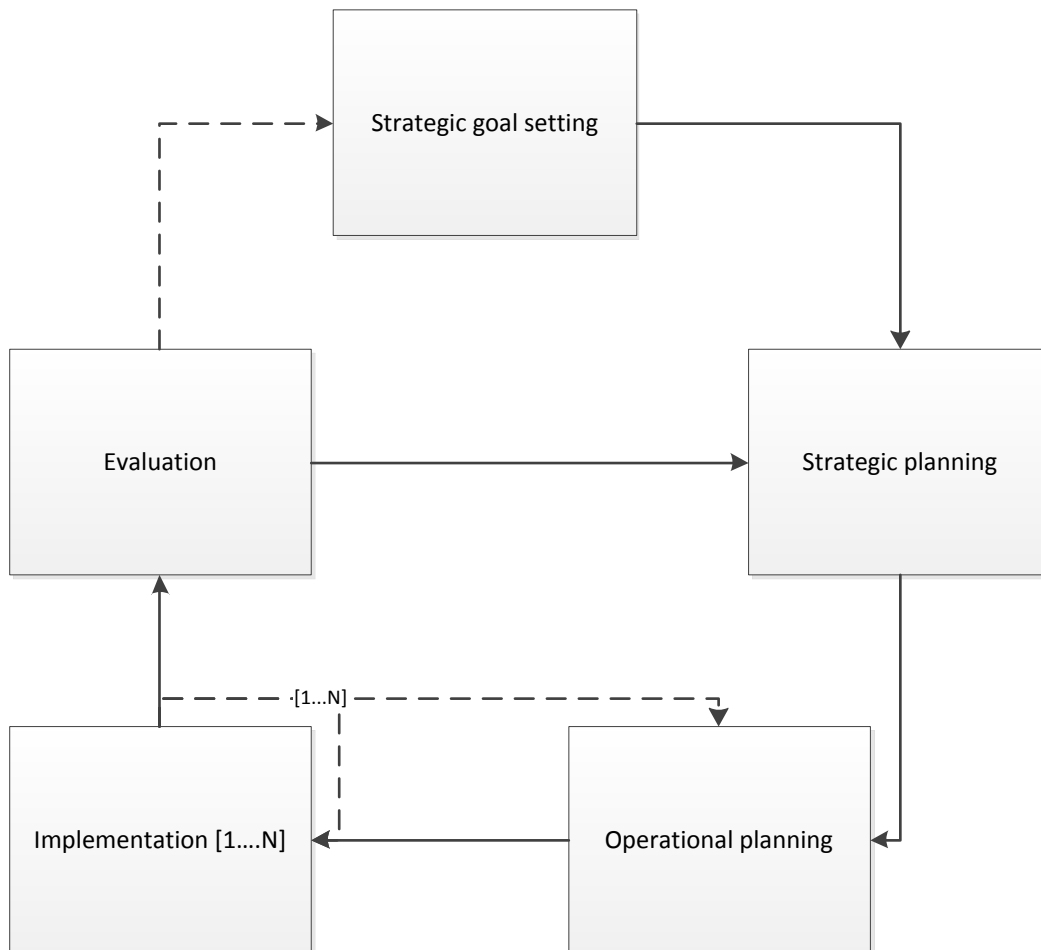 Strategic goal setting
Evaluation
Strategic planning
[1...N]
Implementation [1....N]
Operational planning